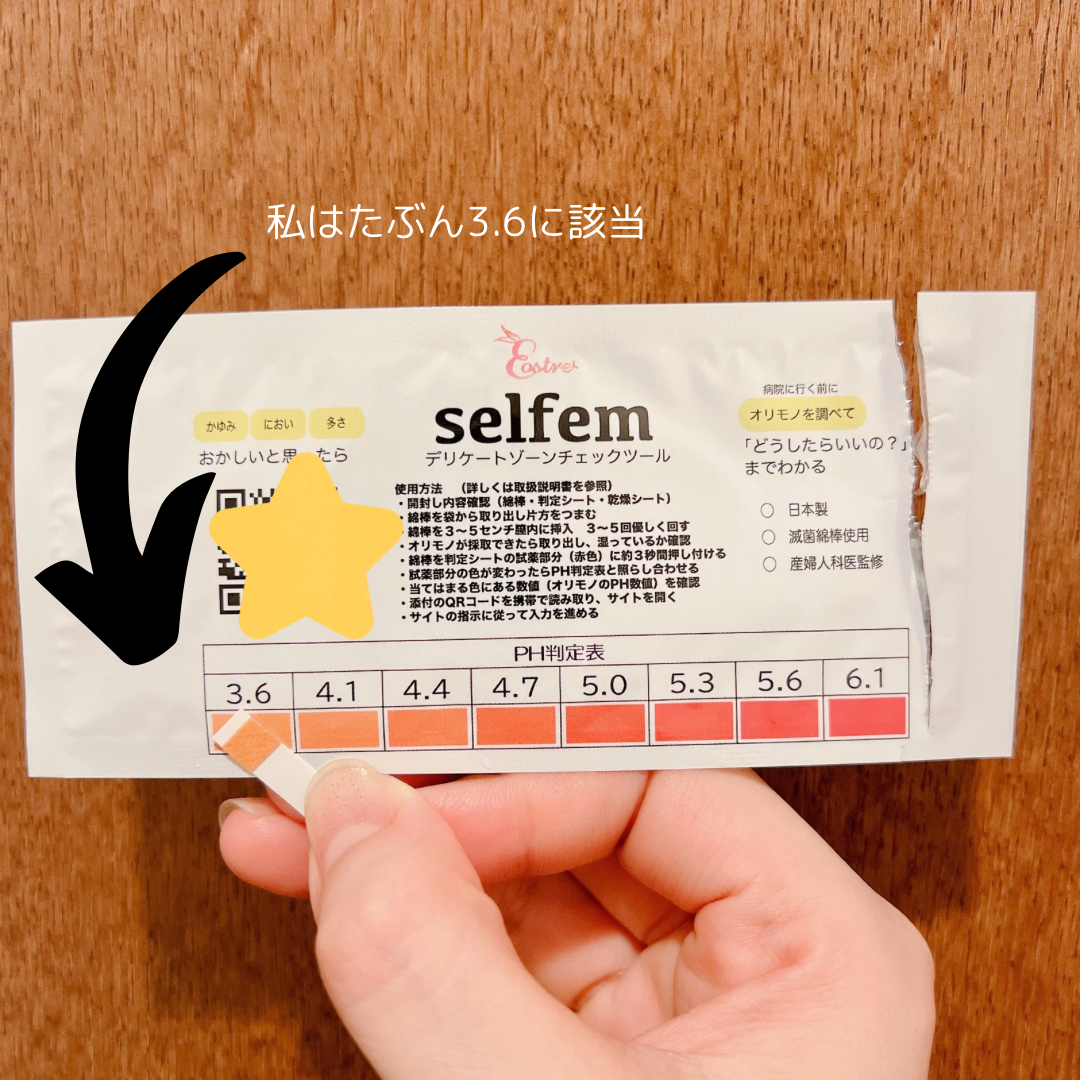 私はたぶん3.6に該当
Eostre
selfem
デリケートゾーンチェックツール
かゆみ におい 多さ
おかしいと思 たら
使用方法 (詳しくは取扱説明書を参照)
・開封し内容確認(綿棒・判定シート・乾燥シート)
・綿棒を袋から取り出し片方をつまむ
・綿棒を3~5センチ膣内に挿入 3~5回優しく回す
・オリモノが採取できたら取り出し、湿っているか確認
・綿棒を判定シートの試薬部分(赤色)に約3秒間押し付ける
・試薬部分の色が変わったらPH判定表と照らし合わせる
・当てはまる色にある数値(オリモノのPH数値)を確認
・添付のQRコードを携帯で読み取り、サイトを開く
・サイトの指示に従って入力を進める
病院に行く前に
オリモノを調べて
「どうしたらいいの?」
までわかる
○ 日本製
○ 滅菌綿棒使用
○ 産婦人科医監修
PH判定表
3.6 4.1 4.4 4.7 5.0 5.3 5.6 6.1